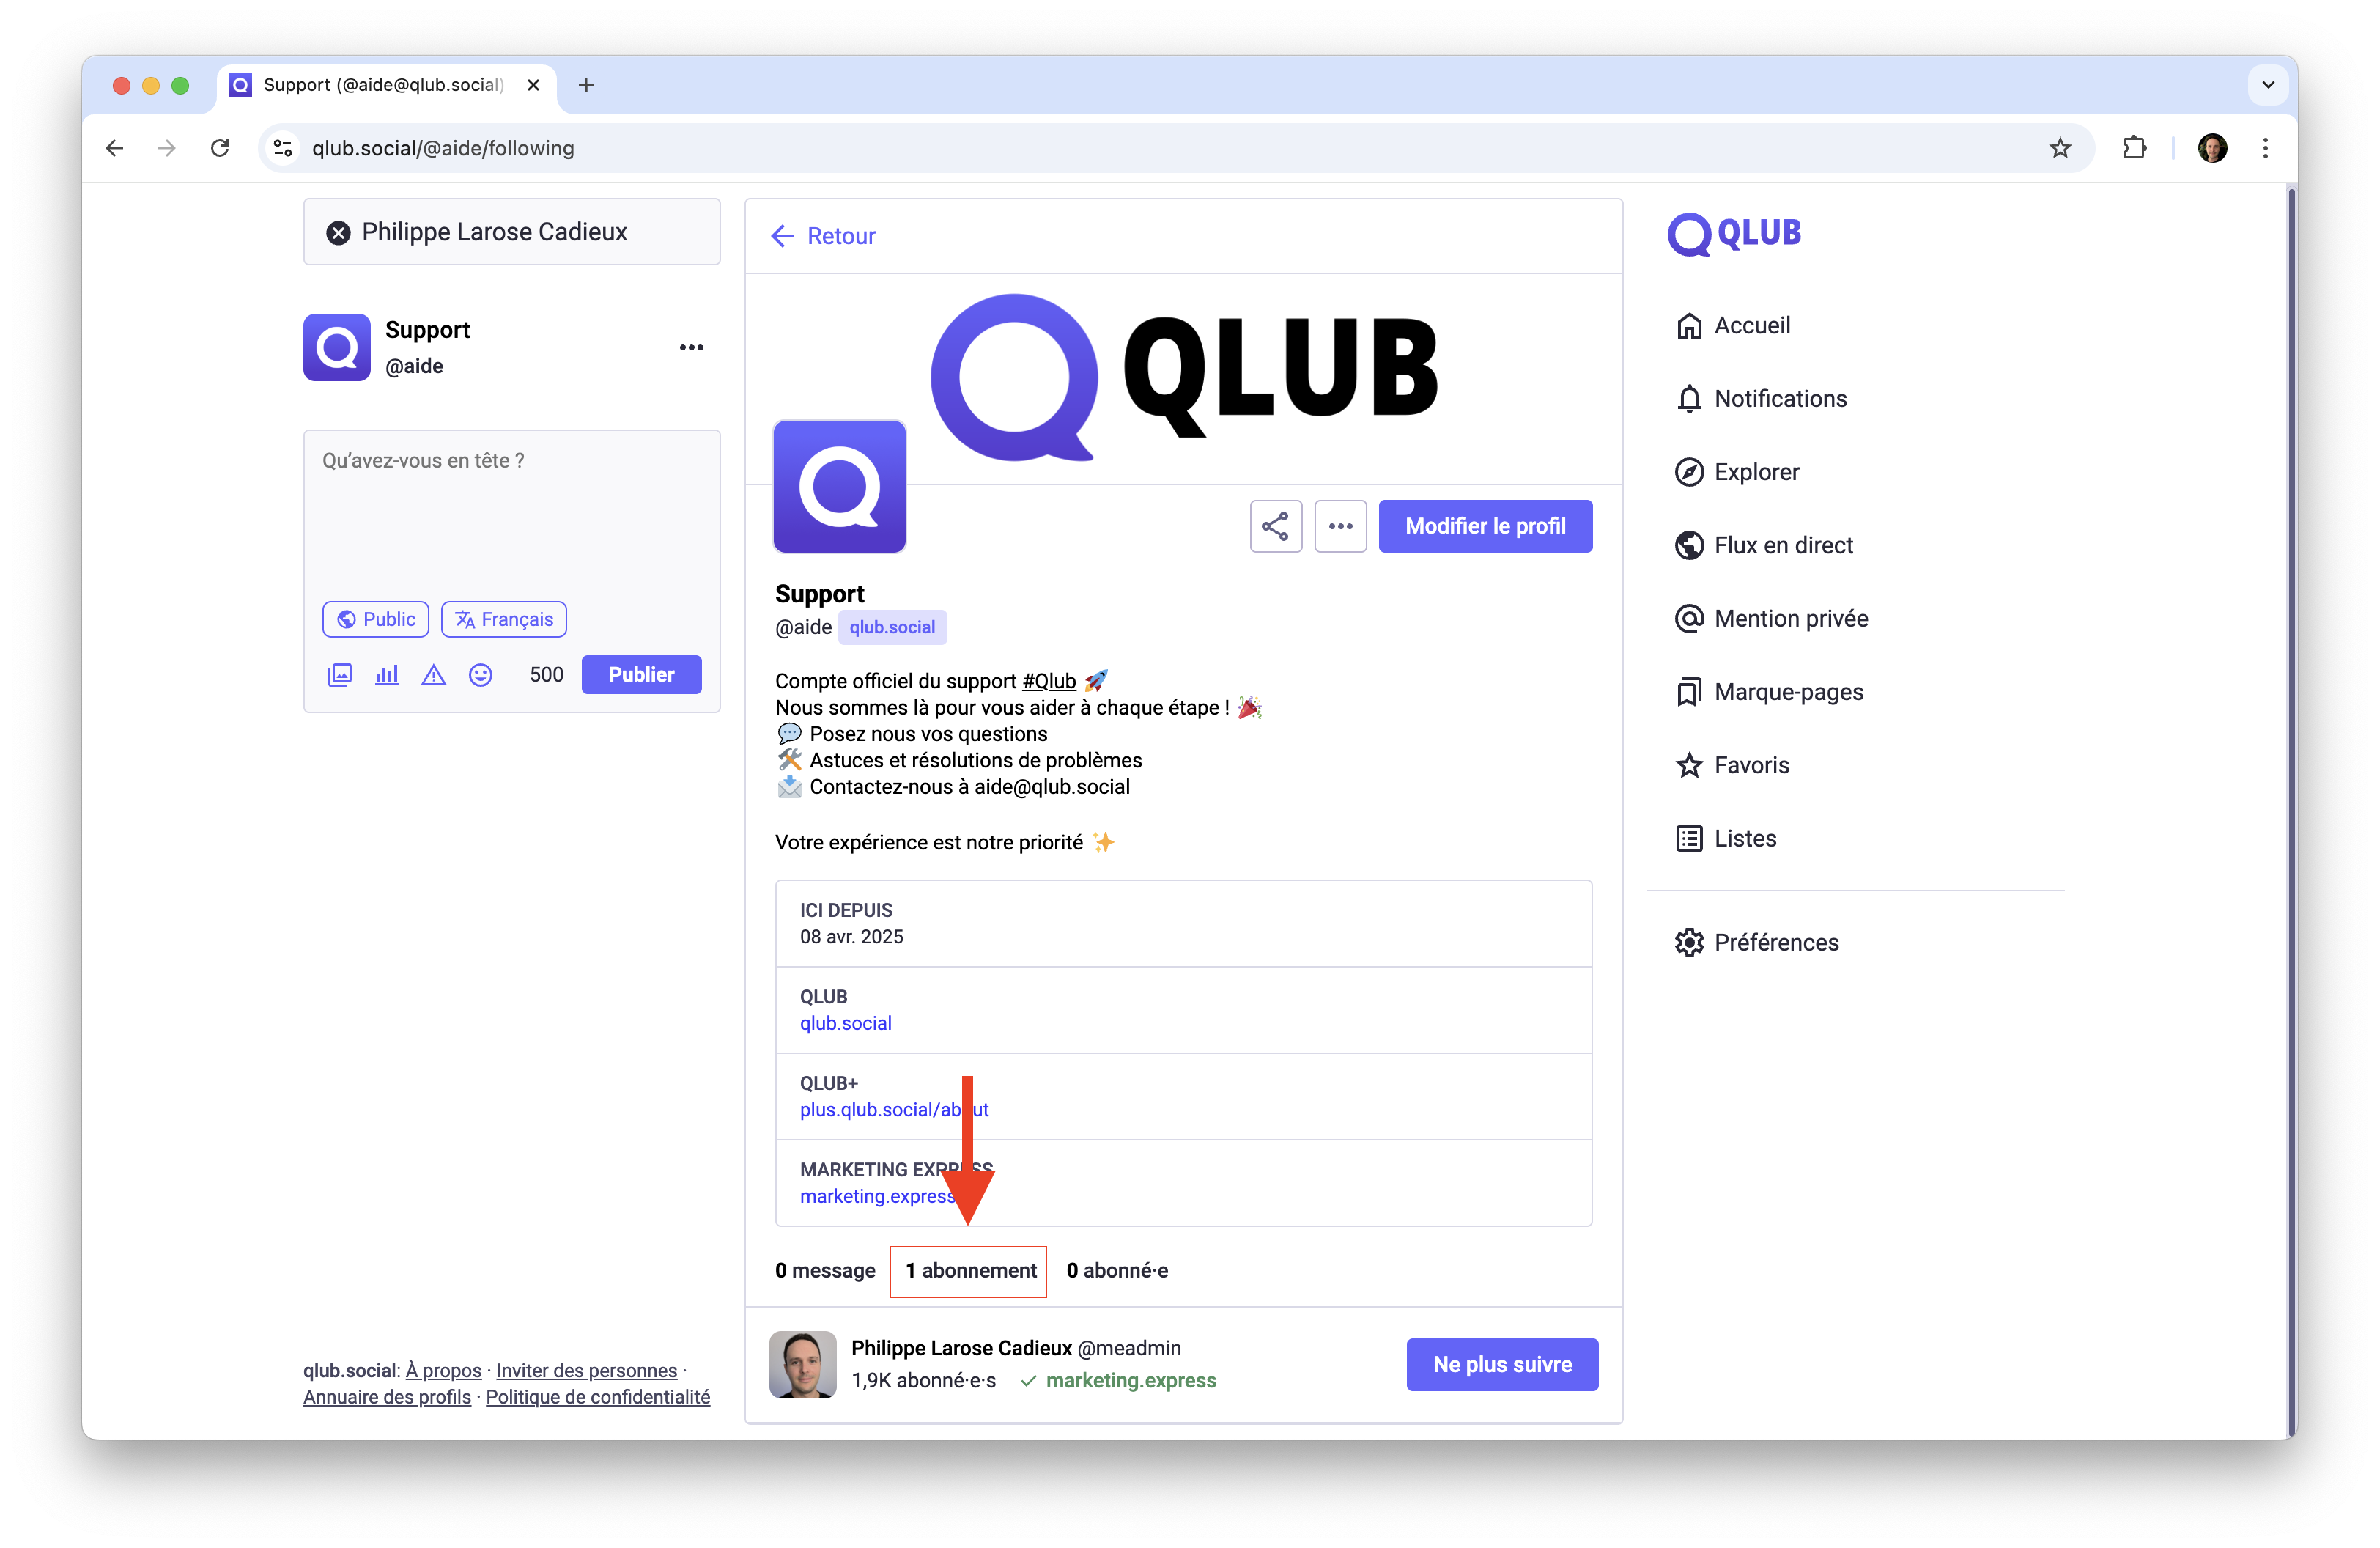 Support (@aide@qlub.social)
qlub.social/@aide/following
Philippe Larose Cadieux
Support
@aide
Qu’avez-vous en tête ?
Public
Français
500
Publier
qlub.social: À propos · Inviter des personnes ·
Annuaire des profils · Politique de confidentialité
Retour
QLUB
Modifier le profil
Support
@aide qlub.social
Compte officiel du support #Qlub 🚀
Nous sommes là pour vous aider à chaque étape ! 🎉
💬 Posez nous vos questions
🛠️ Astuces et résolutions de problèmes
📩 Contactez-nous à aide@qlub.social
Votre expérience est notre priorité ✨
ICI DEPUIS
08 avr. 2025
QLUB
qlub.social
QLUB+
plus.qlub.social/about
MARKETING EXPRESS
marketing.express
0 message 1 abonnement 0 abonné·e
Philippe Larose Cadieux @meadmin
1,9K abonné·e·s ✓ marketing.express
Ne plus suivre
QLUB
Accueil
Notifications
Explorer
Flux en direct
Mention privée
Marque-pages
Favoris
Listes
Préférences